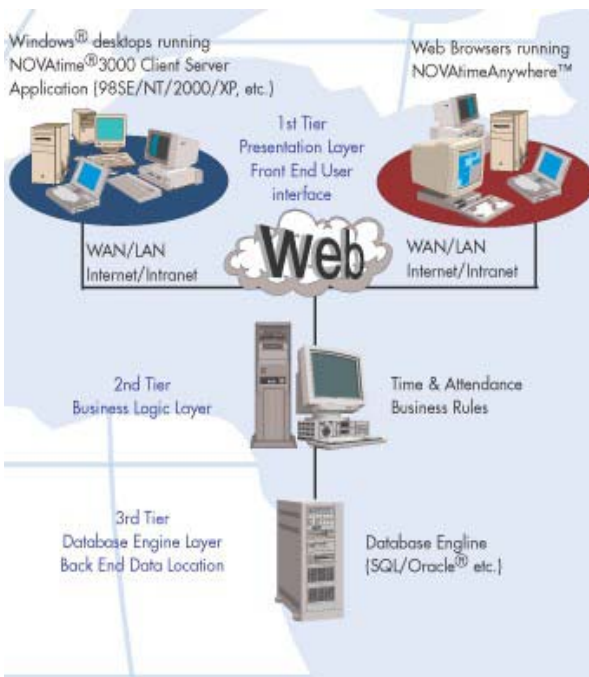 Windows® desktops running
NOVAtime®3000 Client Server
Application (98SE/NT/2000/XP, etc.)
Web Browsers running
NOVAtimeAnywhere™
1st Tier
Presentation Layer
Front End User
interface
WAN/LAN
Internet/Intranet
Web
WAN/LAN
Internet/Intranet
2nd Tier
Business Logic Layer
Time & Attendance
Business Rules
3rd Tier
Database Engine Layer
Back End Data Location
Database Engline
(SQL/Oracle® etc.)